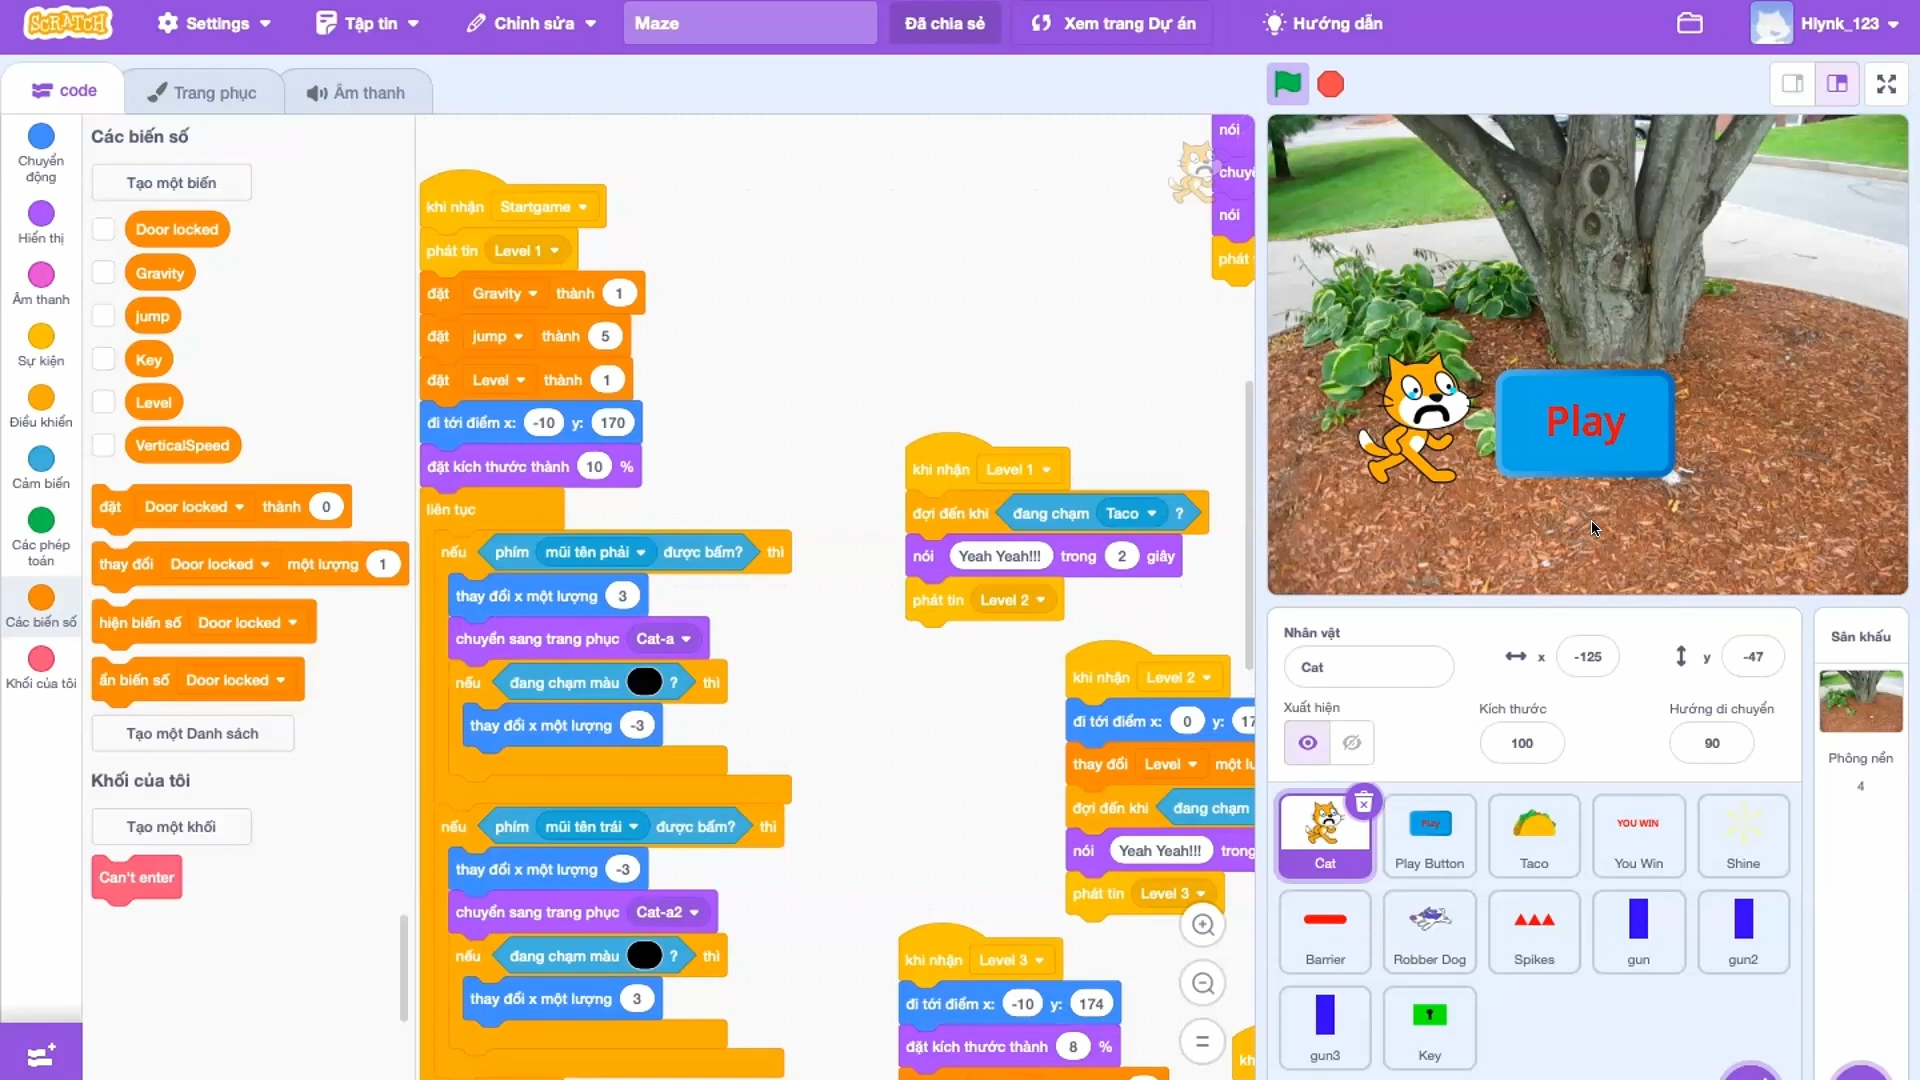 SCRATCH
Settings
Tập tin
Chỉnh sửa
Maze
Đã chia sẻ
Xem trang Dự án
Hướng dẫn
Hlynk_123
code
Trang phục
Âm thanh
Chuyển động
Hiển thị
Âm thanh
Sự kiện
Điều khiển
Cảm biến
Các phép toán
Các biến số
Khối của tôi
Các biến số
Tạo một biến
Door locked
Gravity
jump
Key
Level
VerticalSpeed
đặt Door locked thành 0
thay đổi Door locked một lượng 1
hiện biến số Door locked
ẩn biến số Door locked
Tạo một Danh sách
Khối của tôi
Tạo một khối
Can't enter
khi nhận Startgame
phát tin Level 1
đặt Gravity thành 1
đặt jump thành 5
đặt Level thành 1
đi tới điểm x: -10 y: 170
đặt kích thước thành 10 %
liên tục
nếu phím mũi tên phải được bấm? thì
thay đổi x một lượng 3
chuyển sang trang phục Cat-a
nếu đang chạm màu ? thì
thay đổi x một lượng -3
nếu phím mũi tên trái được bấm? thì
thay đổi x một lượng -3
chuyển sang trang phục Cat-a2
nếu đang chạm màu ? thì
thay đổi x một lượng 3
nói
nói
phát
khi nhận Level 1
đợi đến khi đang chạm Taco ?
nói Yeah Yeah!!! trong 2 giây
phát tin Level 2
khi nhận Level 2
đi tới điểm x: 0 y: 17
thay đổi Level một
đợi đến khi đang chạm
nói Yeah Yeah!!! trong
phát tin Level 3
khi nhận Level 3
đi tới điểm x: -10 y: 174
đặt kích thước thành 8 %
Play
Nhân vật
Cat
x -125
y -47
Xuất hiện
Kích thước
100
Hướng di chuyển
90
Sân khấu
Phông nền
4
Cat
Play
Play Button
Taco
YOU WIN
You Win
Shine
Barrier
Robber Dog
Spikes
gun
gun2
gun3
Key